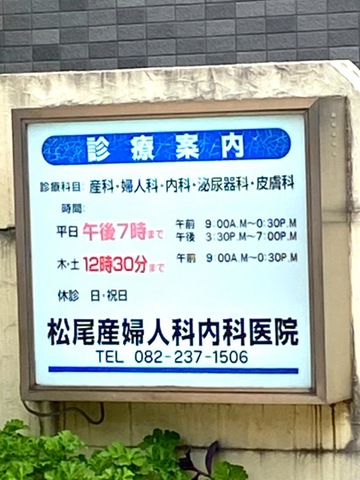 診療案内
診療科目 産科・婦人科・内科・泌尿器科・皮膚科
時間:
平日 午後7時まで 午前 9:00A.M〜0:30P.M
午後 3:30P.M〜7:00P.M
木・土 12時30分まで 午前 9:00A.M〜0:30P.M
休診 日・祝日
松尾産婦人科内科医院
TEL 082-237-1506